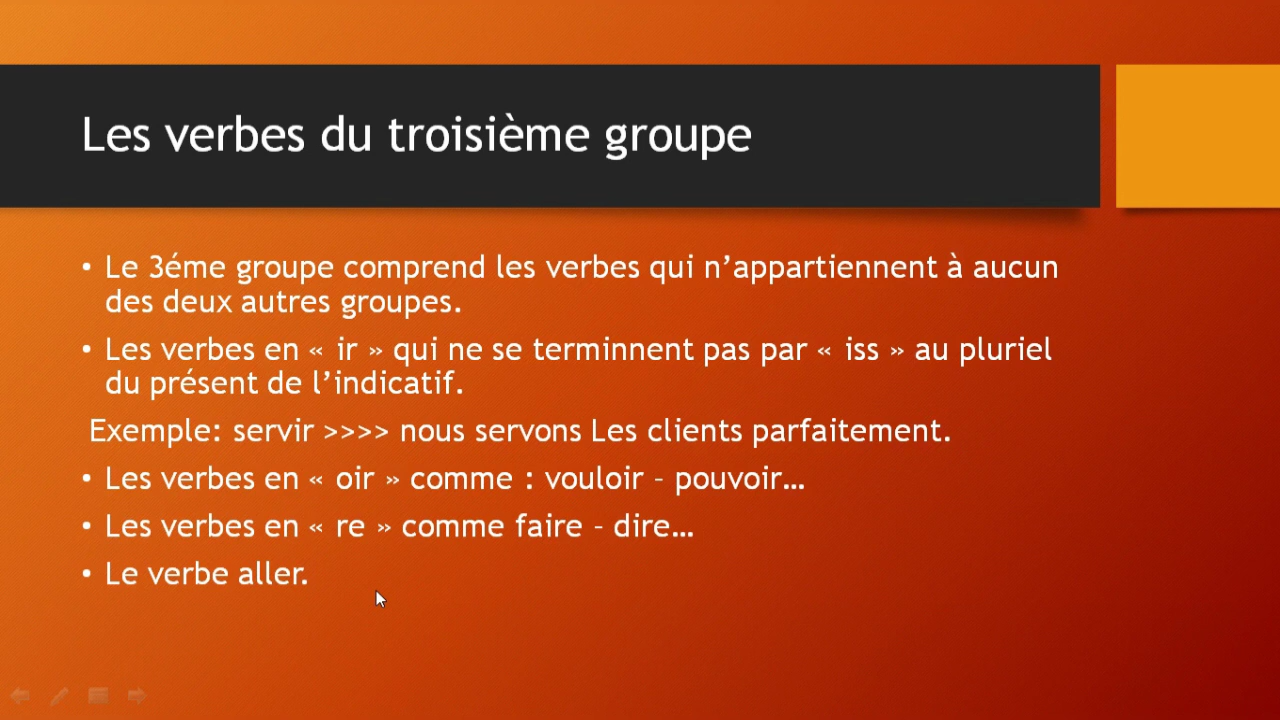 Les verbes du troisième groupe
• Le 3éme groupe comprend les verbes qui n’appartiennent à aucun
des deux autres groupes.
• Les verbes en « ir » qui ne se terminnent pas par « iss » au pluriel
du présent de l’indicatif.
Exemple: servir >>>> nous servons Les clients parfaitement.
• Les verbes en « oir » comme : vouloir – pouvoir…
• Les verbes en « re » comme faire – dire…
• Le verbe aller.